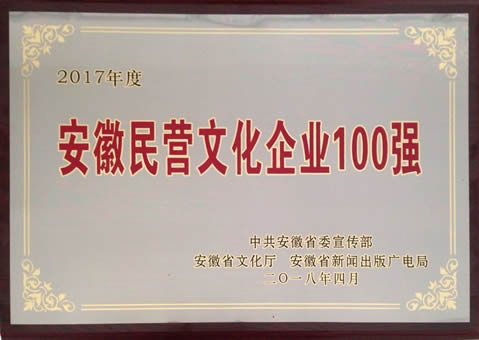 2017年度
安徽民营文化企业100强
中共安徽省委宣传部
安徽省文化厅 安徽省新闻出版广电局
二〇一八年四月